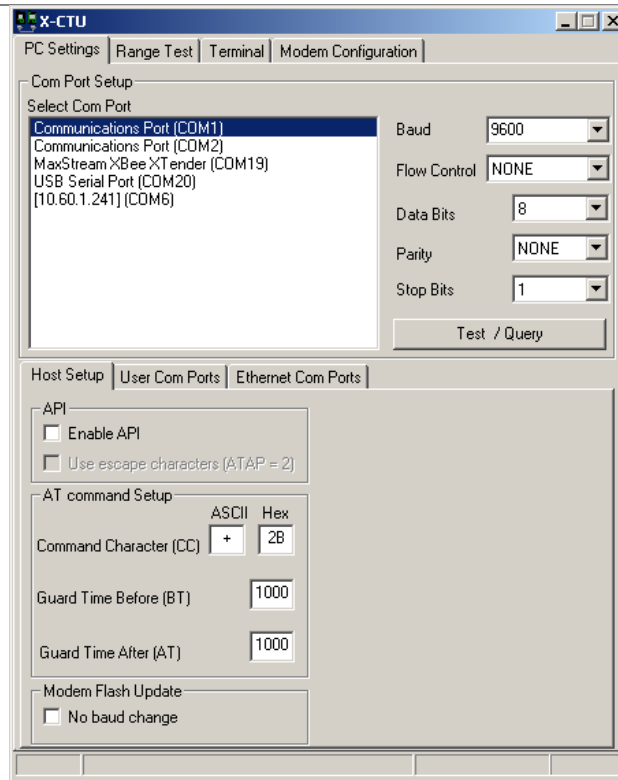 X-CTU
PC Settings Range Test Terminal Modem Configuration
Com Port Setup
Select Com Port
Communications Port (COM1)
Communications Port (COM2)
MaxStream XBee XTender (COM19)
USB Serial Port (COM20)
[10.60.1.241] (COM6)
Baud 9600
Flow Control NONE
Data Bits 8
Parity NONE
Stop Bits 1
Test / Query
Host Setup User Com Ports Ethernet Com Ports
API
Enable API
Use escape characters (ATAP = 2)
AT command Setup
ASCII Hex
Command Character (CC) + 2B
Guard Time Before (BT) 1000
Guard Time After (AT) 1000
Modem Flash Update
No baud change